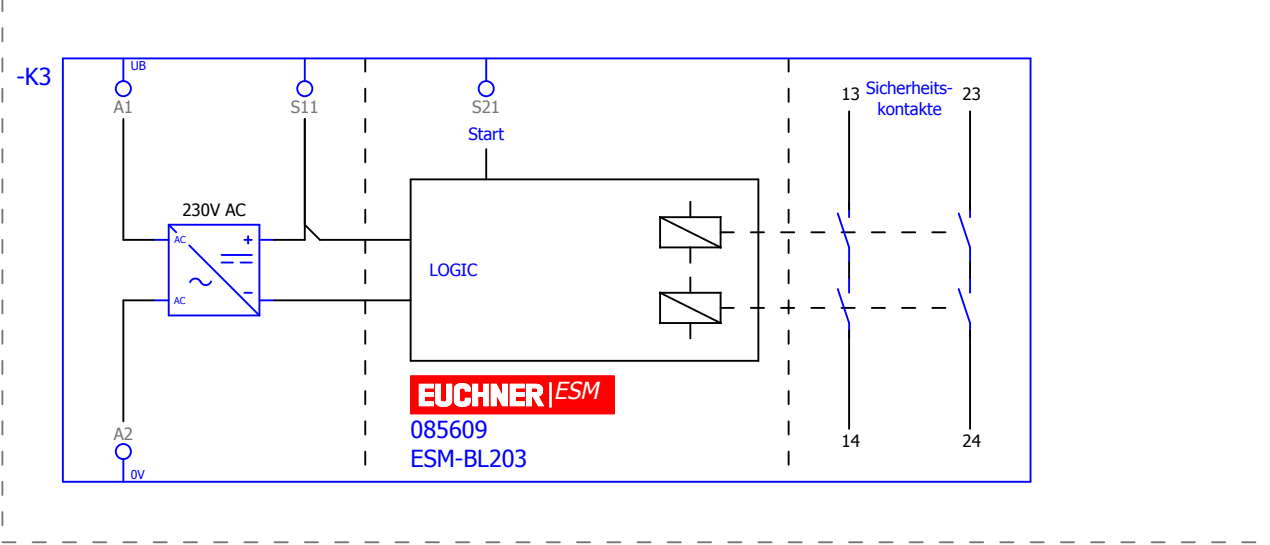 -K3
UB
A1
S11
S21
Start
13
Sicherheits-
kontakte
23
230V AC
AC
+
AC
−
LOGIC
EUCHNER|ESM
085609
ESM-BL203
A2
0V
14
24